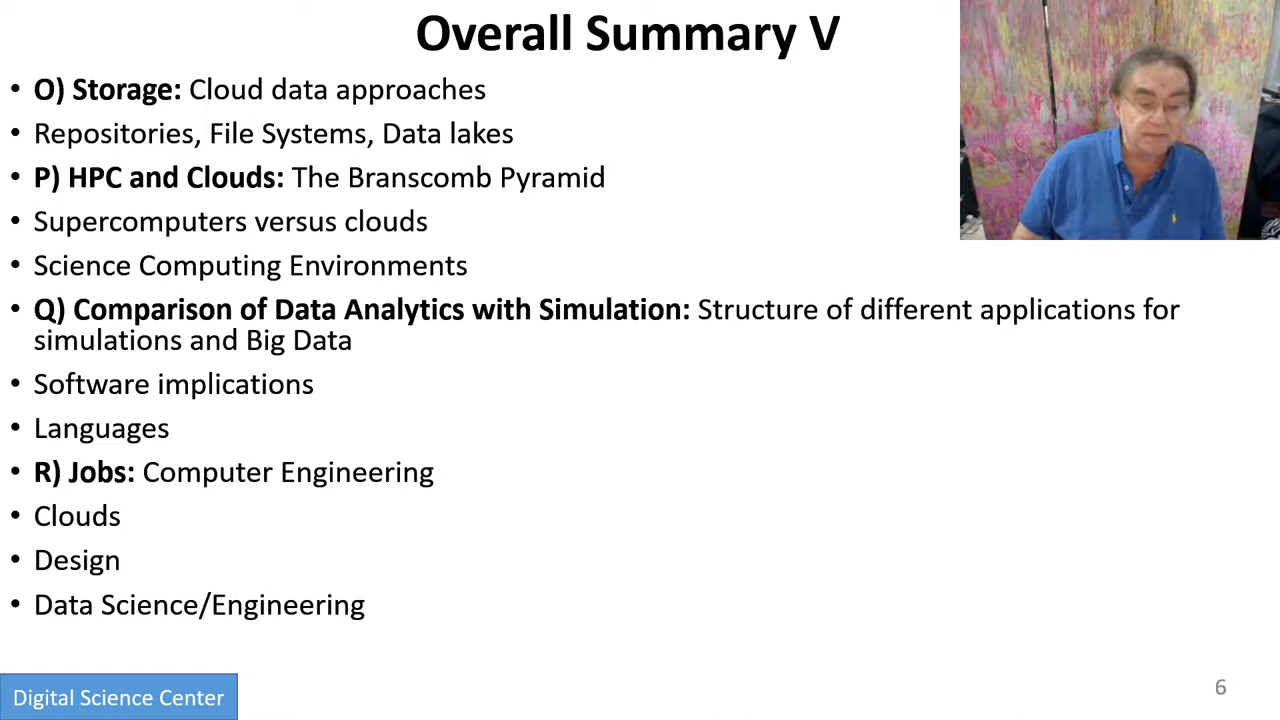 Overall Summary V
• O) Storage: Cloud data approaches
• Repositories, File Systems, Data lakes
• P) HPC and Clouds: The Branscomb Pyramid
• Supercomputers versus clouds
• Science Computing Environments
• Q) Comparison of Data Analytics with Simulation: Structure of different applications for
simulations and Big Data
• Software implications
• Languages
• R) Jobs: Computer Engineering
• Clouds
• Design
• Data Science/Engineering
Digital Science Center
6